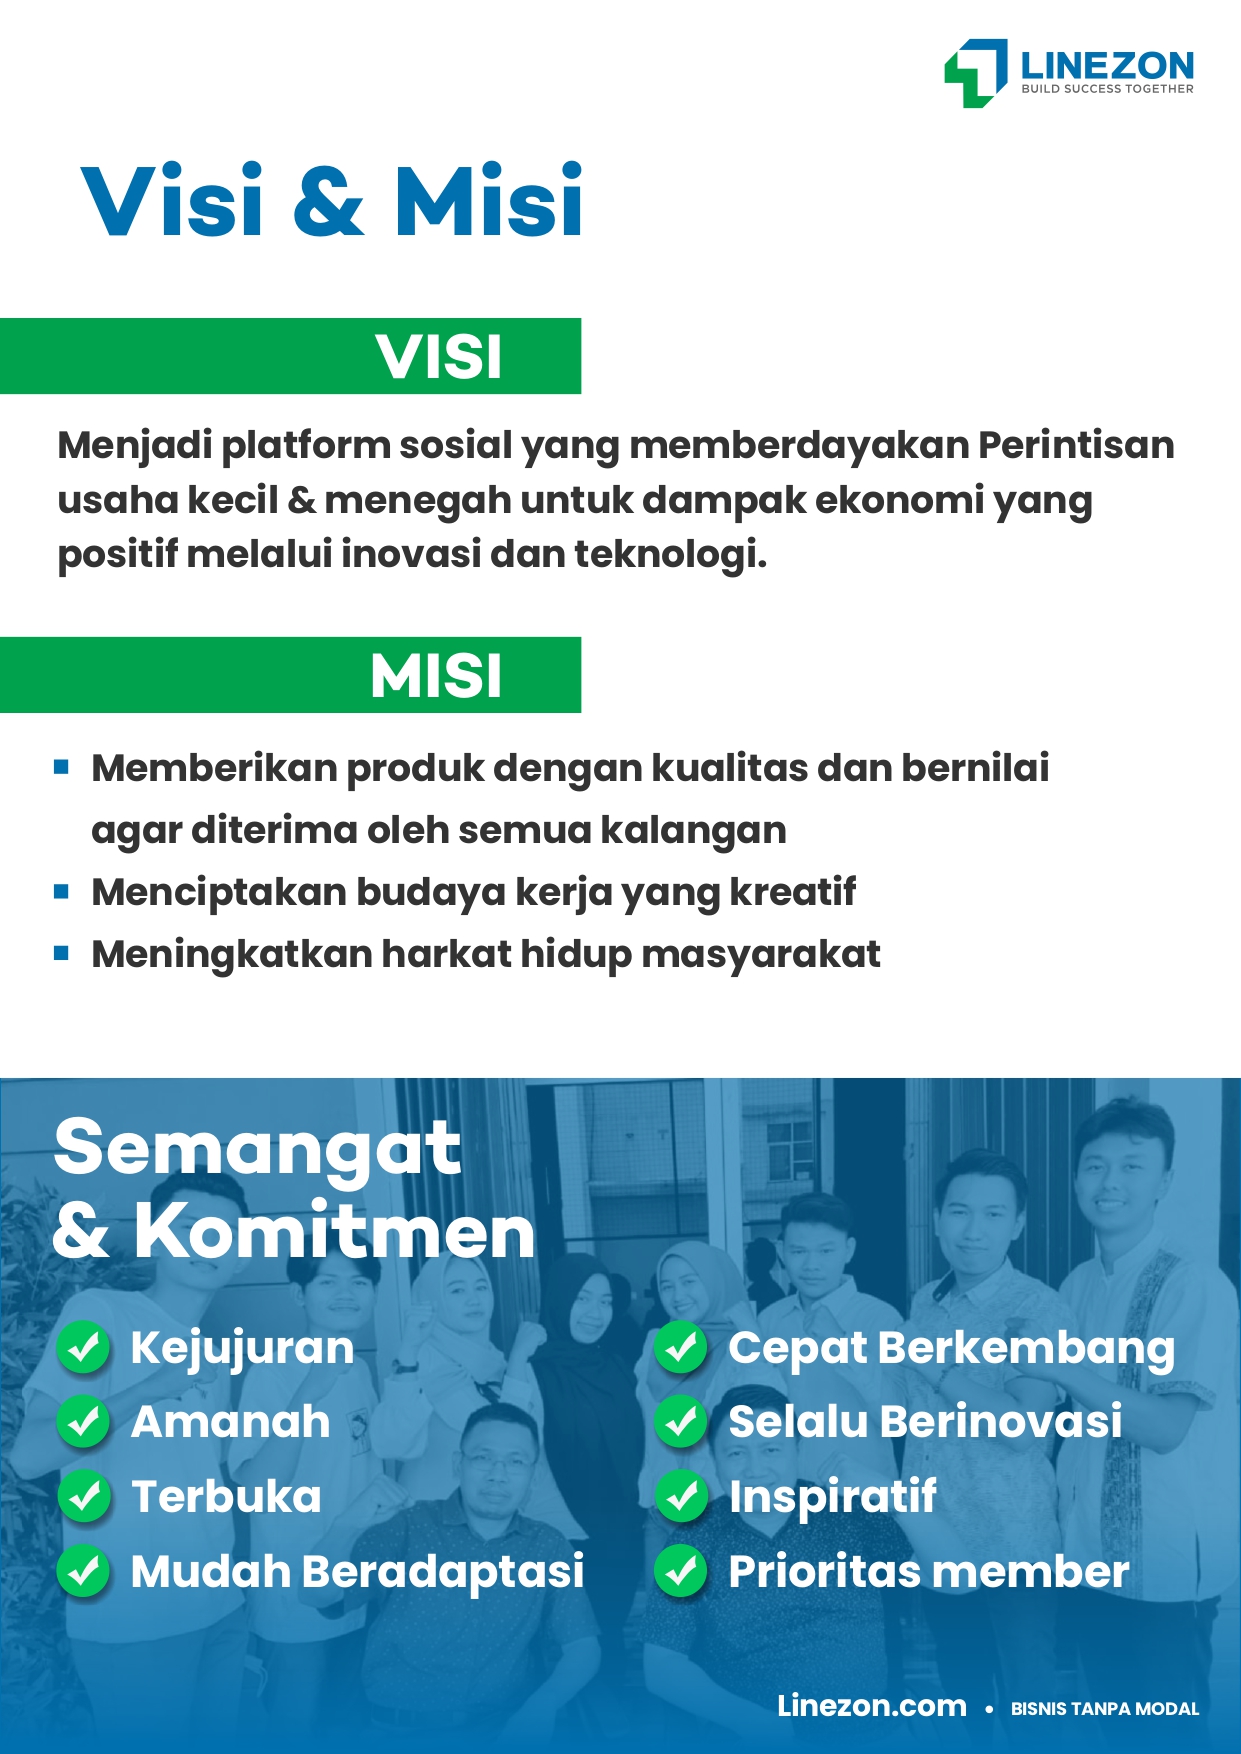 LINEZON
BUILD SUCCESS TOGETHER
Visi & Misi
VISI
Menjadi platform sosial yang memberdayakan Perintisan
usaha kecil & menegah untuk dampak ekonomi yang
positif melalui inovasi dan teknologi.
MISI
Memberikan produk dengan kualitas dan bernilai
agar diterima oleh semua kalangan
Menciptakan budaya kerja yang kreatif
Meningkatkan harkat hidup masyarakat
Semangat
& Komitmen
Kejujuran
Amanah
Terbuka
Mudah Beradaptasi
Cepat Berkembang
Selalu Berinovasi
Inspiratif
Prioritas member
Linezon.com • BISNIS TANPA MODAL